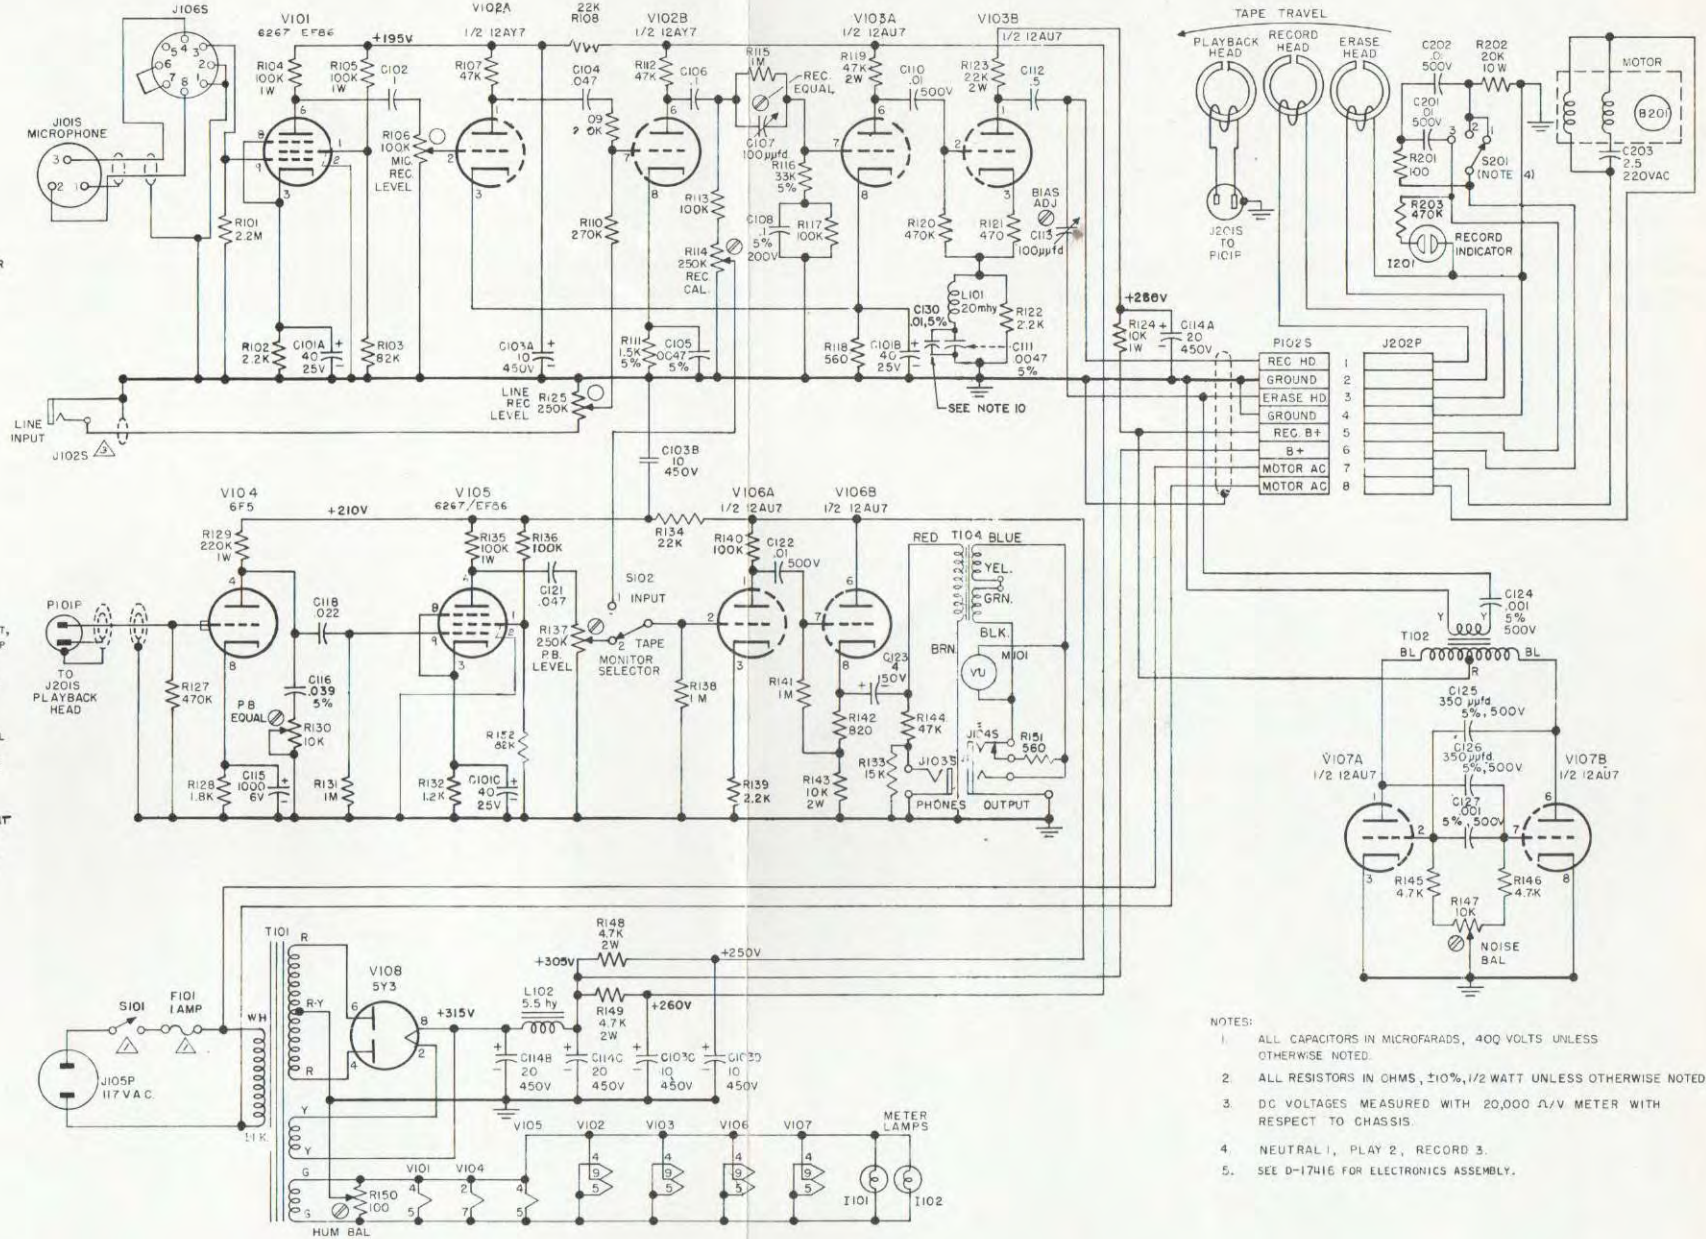 J106S
V101
6267 EF86
V102A
1/2 12AY7
22K
R108
V102B
1/2 12AY7
V103A
1/2 12AU7
V103B
1/2 12AU7
TAPE TRAVEL
PLAYBACK HEAD
RECORD HEAD
ERASE HEAD
C202
.01
500V
R202
20K
10W
MOTOR
B201
C203
2.5
220VAC
C201
.01
500V
R201
100
S201
(NOTE 4)
R203
470K
I201
RECORD INDICATOR
J201S
TO
P101P
J101S
MICROPHONE
R104
100K
1W
+195V
R105
100K
1W
C102
.1
R106
100K
MIC.
REC.
LEVEL
R107
47K
C104
.047
R112
47K
C106
.1
R115
1M
REC.
EQUAL.
C107
100µµfd
R119
47K
2W
C110
.01
500V
R123
22K
2W
C112
.5
R101
2.2M
R110
270K
R113
100K
R114
250K
REC.
CAL.
R116
33K
5%
C108
.1
5%
200V
R117
100K
R120
470K
R121
470
BIAS
ADJ
C113
100µµfd
R102
2.2K
C101A
40
25V
R103
82K
C103A
10
450V
R111
1.5K
5%
C105
.0047
5%
R118
560
C101B
40
25V
C130
.01,5%
L101
20mhy
R122
2.2K
C111
.0047
5%
SEE NOTE 10
+280V
R124
10K
1W
C114A
20
450V
LINE
INPUT
J102S
LINE
REC
LEVEL
R125
250K
P102S
J202P
REC HD 1
GROUND 2
ERASE HD 3
GROUND 4
REC. B+ 5
B+ 6
MOTOR AC 7
MOTOR AC 8
C103B
10
450V
V104
6F5
+210V
V105
6267/EF86
R134
22K
V106A
1/2 12AU7
V106B
1/2 12AU7
R129
220K
1W
R135
100K
1W
R136
100K
C121
.047
R140
100K
C122
.01
500V
RED
T104
BLUE
YEL.
GRN.
BLK.
BRN.
M101
VU
P101P
TO
J201S
PLAYBACK
HEAD
C118
.022
S102
1 INPUT
2 TAPE
MONITOR
SELECTOR
R137
250K
P.B.
LEVEL
R127
470K
C116
.039
5%
P.B
EQUAL
R130
10K
R138
1M
R141
1M
C123
4
50V
R142
820
R144
47K
R128
1.8K
C115
1000
6V
R131
1M
R132
1.2K
C101C
40
25V
R152
82K
R139
2.2K
R143
10K
2W
R133
15K
J103S
J104S
R151
560
PHONES
OUTPUT
C124
.001
5%
500V
T102
Y
Y
BL
R
BL
C125
350 µµfd
5%, 500V
C126
350µµfd.
5%,500V
C127
.001
5%, 500V
V107A
1/2 12AU7
V107B
1/2 12AU7
R145
4.7K
R146
4.7K
R147
10K
NOISE
BAL
T101
R
R-Y
R
WH
Y
Y
G
G
S101
F101
1 AMP
J105P
117 VAC.
V108
5Y3
+315V
L102
5.5 hy
+305V
R148
4.7K
2W
+250V
R149
4.7K
2W
+260V
C114B
20
450V
C114C
20
450V
C103C
10
450V
C103D
10
450V
R150
100
HUM BAL
V101
V104
V105
V102
V103
V106
V107
METER
LAMPS
I101
I102
NOTES:
1. ALL CAPACITORS IN MICROFARADS, 400 VOLTS UNLESS
OTHERWISE NOTED.
2. ALL RESISTORS IN OHMS, ±10%, 1/2 WATT UNLESS OTHERWISE NOTED
3. DC VOLTAGES MEASURED WITH 20,000 Ω/V METER WITH
RESPECT TO CHASSIS.
4. NEUTRAL 1, PLAY 2, RECORD 3.
5. SEE D-17416 FOR ELECTRONICS ASSEMBLY.